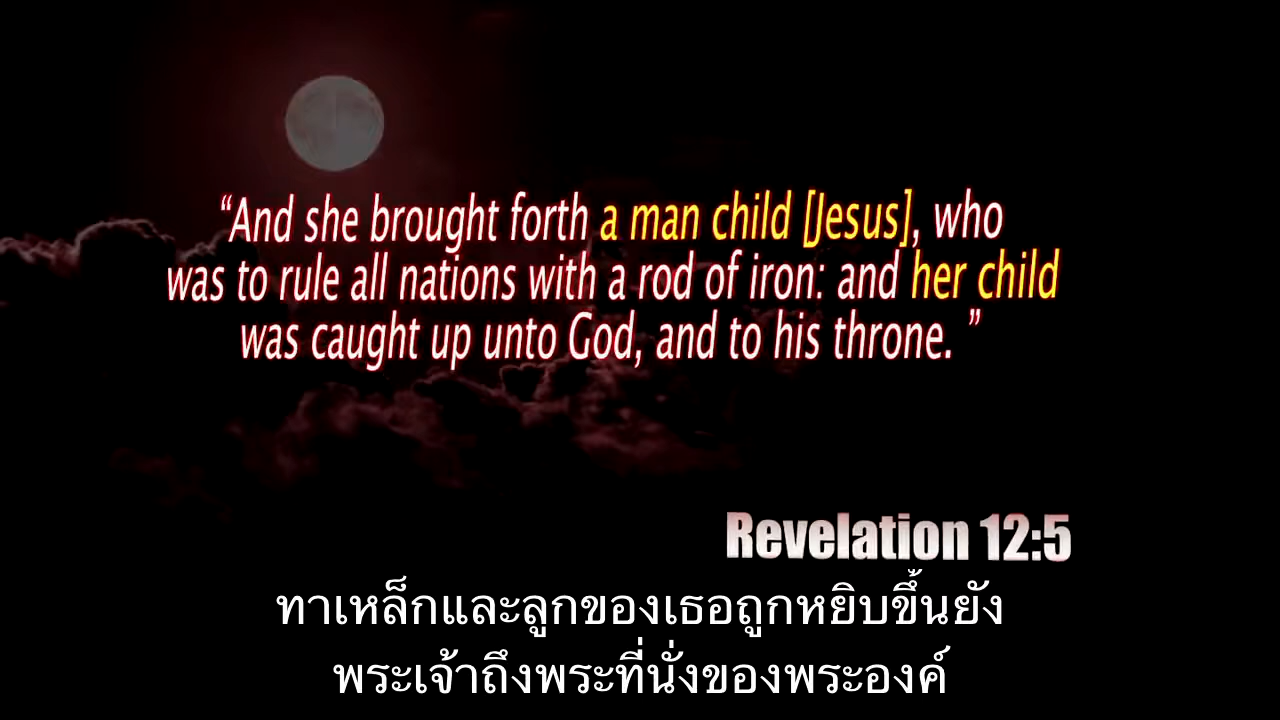 “And she brought forth a man child [Jesus], who
was to rule all nations with a rod of iron: and her child
was caught up unto God, and to his throne. ”
Revelation 12:5
ทาเหล็กและลูกของเธอถูกหยิบขึ้นยัง
พระเจ้าถึงพระที่นั่งของพระองค์